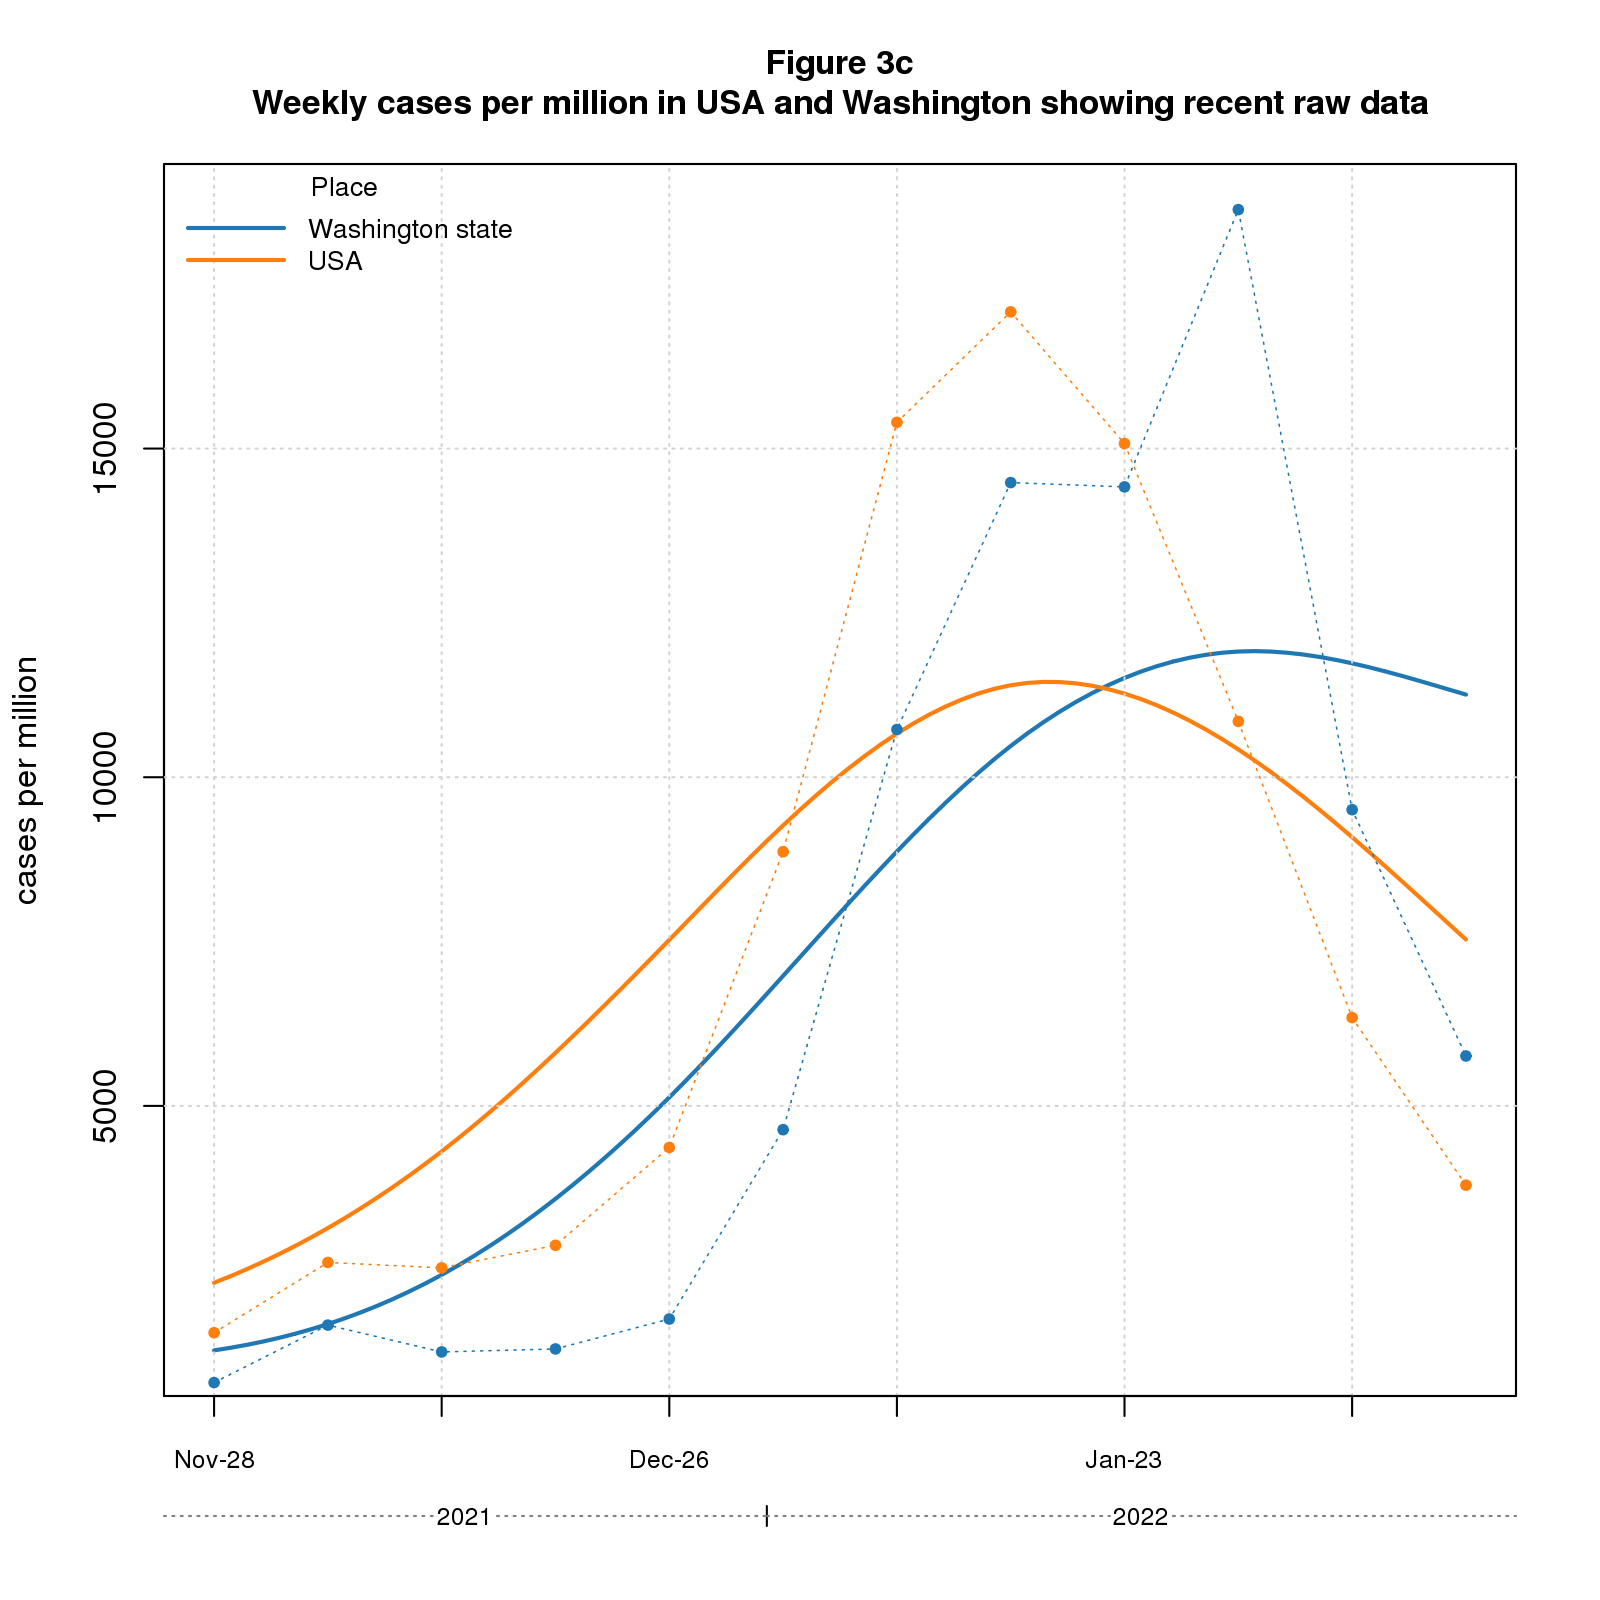 Figure 3c
Weekly cases per million in USA and Washington showing recent raw data
Place
Washington state
USA
cases per million
15000
10000
5000
Nov-28
Dec-26
Jan-23
2021
2022